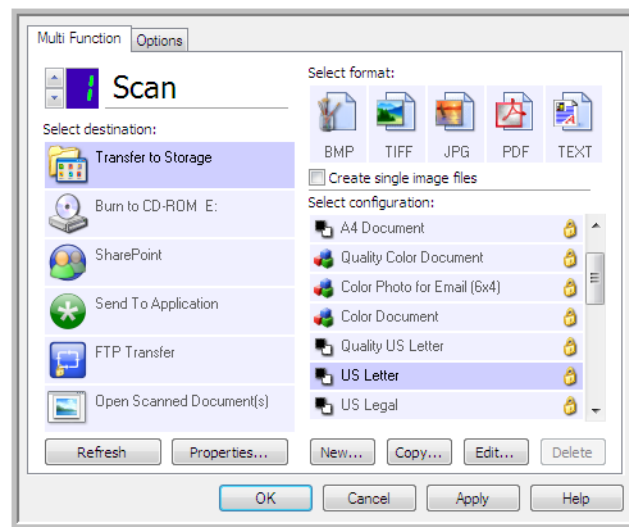 Multi Function
Options
1
Scan
Select destination:
Transfer to Storage
Burn to CD-ROM E:
SharePoint
Send To Application
FTP Transfer
Open Scanned Document(s)
Refresh
Properties...
Select format:
BMP
TIFF
JPG
PDF
TEXT
Create single image files
Select configuration:
A4 Document
Quality Color Document
Color Photo for Email (6x4)
Color Document
Quality US Letter
US Letter
US Legal
New...
Copy...
Edit...
Delete
OK
Cancel
Apply
Help